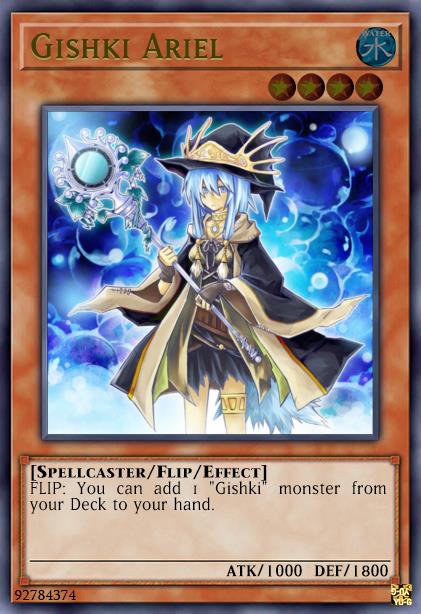 Gishki Ariel
WATER
水
[Spellcaster/Flip/Effect]
FLIP: You can add 1 "Gishki" monster from
your Deck to your hand.
ATK/1000 DEF/1800
92784374